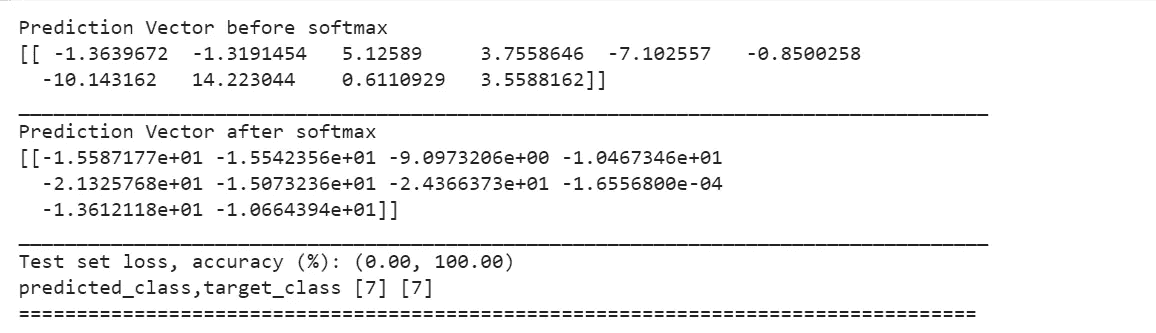 Prediction Vector before softmax
[[ -1.3639672 -1.3191454 5.12589 3.7558646 -7.102557 -0.8500258
-10.143162 14.223044 0.6110929 3.5588162]]
_____________________________________________________________________________________
Prediction Vector after softmax
[[-1.5587177e+01 -1.5542356e+01 -9.0973206e+00 -1.0467346e+01
-2.1325768e+01 -1.5073236e+01 -2.4366373e+01 -1.6556800e-04
-1.3612118e+01 -1.0664394e+01]]
_____________________________________________________________________________________
Test set loss, accuracy (%): (0.00, 100.00)
predicted_class,target_class [7] [7]
====================================================================================